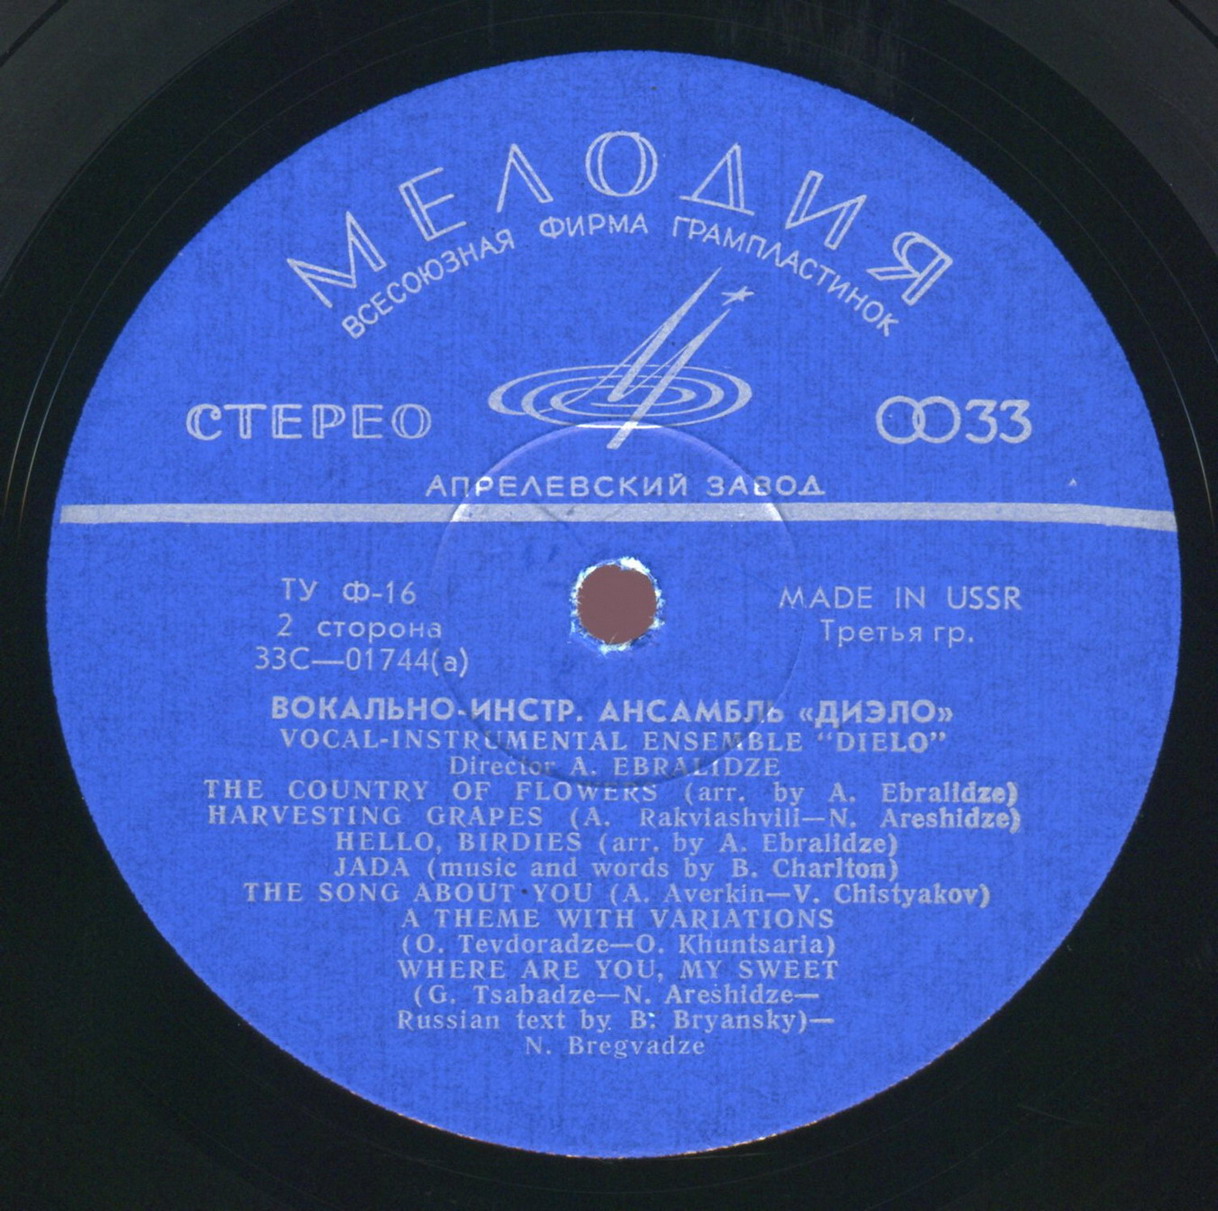 МЕЛОДИЯ
ВСЕСОЮЗНАЯ ФИРМА ГРАМПЛАСТИНОК
СТЕРЕО
33
АПРЕЛЕВСКИЙ ЗАВОД
ТУ Ф-16
2 сторона
33С—01744(а)
MADE IN USSR
Третья гр.
ВОКАЛЬНО-ИНСТР. АНСАМБЛЬ «ДИЭЛО»
VOCAL-INSTRUMENTAL ENSEMBLE "DIELO"
Director A. EBRALIDZE
THE COUNTRY OF FLOWERS (arr. by A. Ebralidze)
HARVESTING GRAPES (A. Rakviashvili—N. Areshidze)
HELLO, BIRDIES (arr. by A. Ebralidze)
JADA (music and words by B. Charlton)
THE SONG ABOUT YOU (A. Averkin—V. Chistyakov)
A THEME WITH VARIATIONS
(O. Tevdoradze—O. Khuntsaria)
WHERE ARE YOU, MY SWEET
(G. Tsabadze—N. Areshidze—
Russian text by B. Bryansky)—
N. Bregvadze